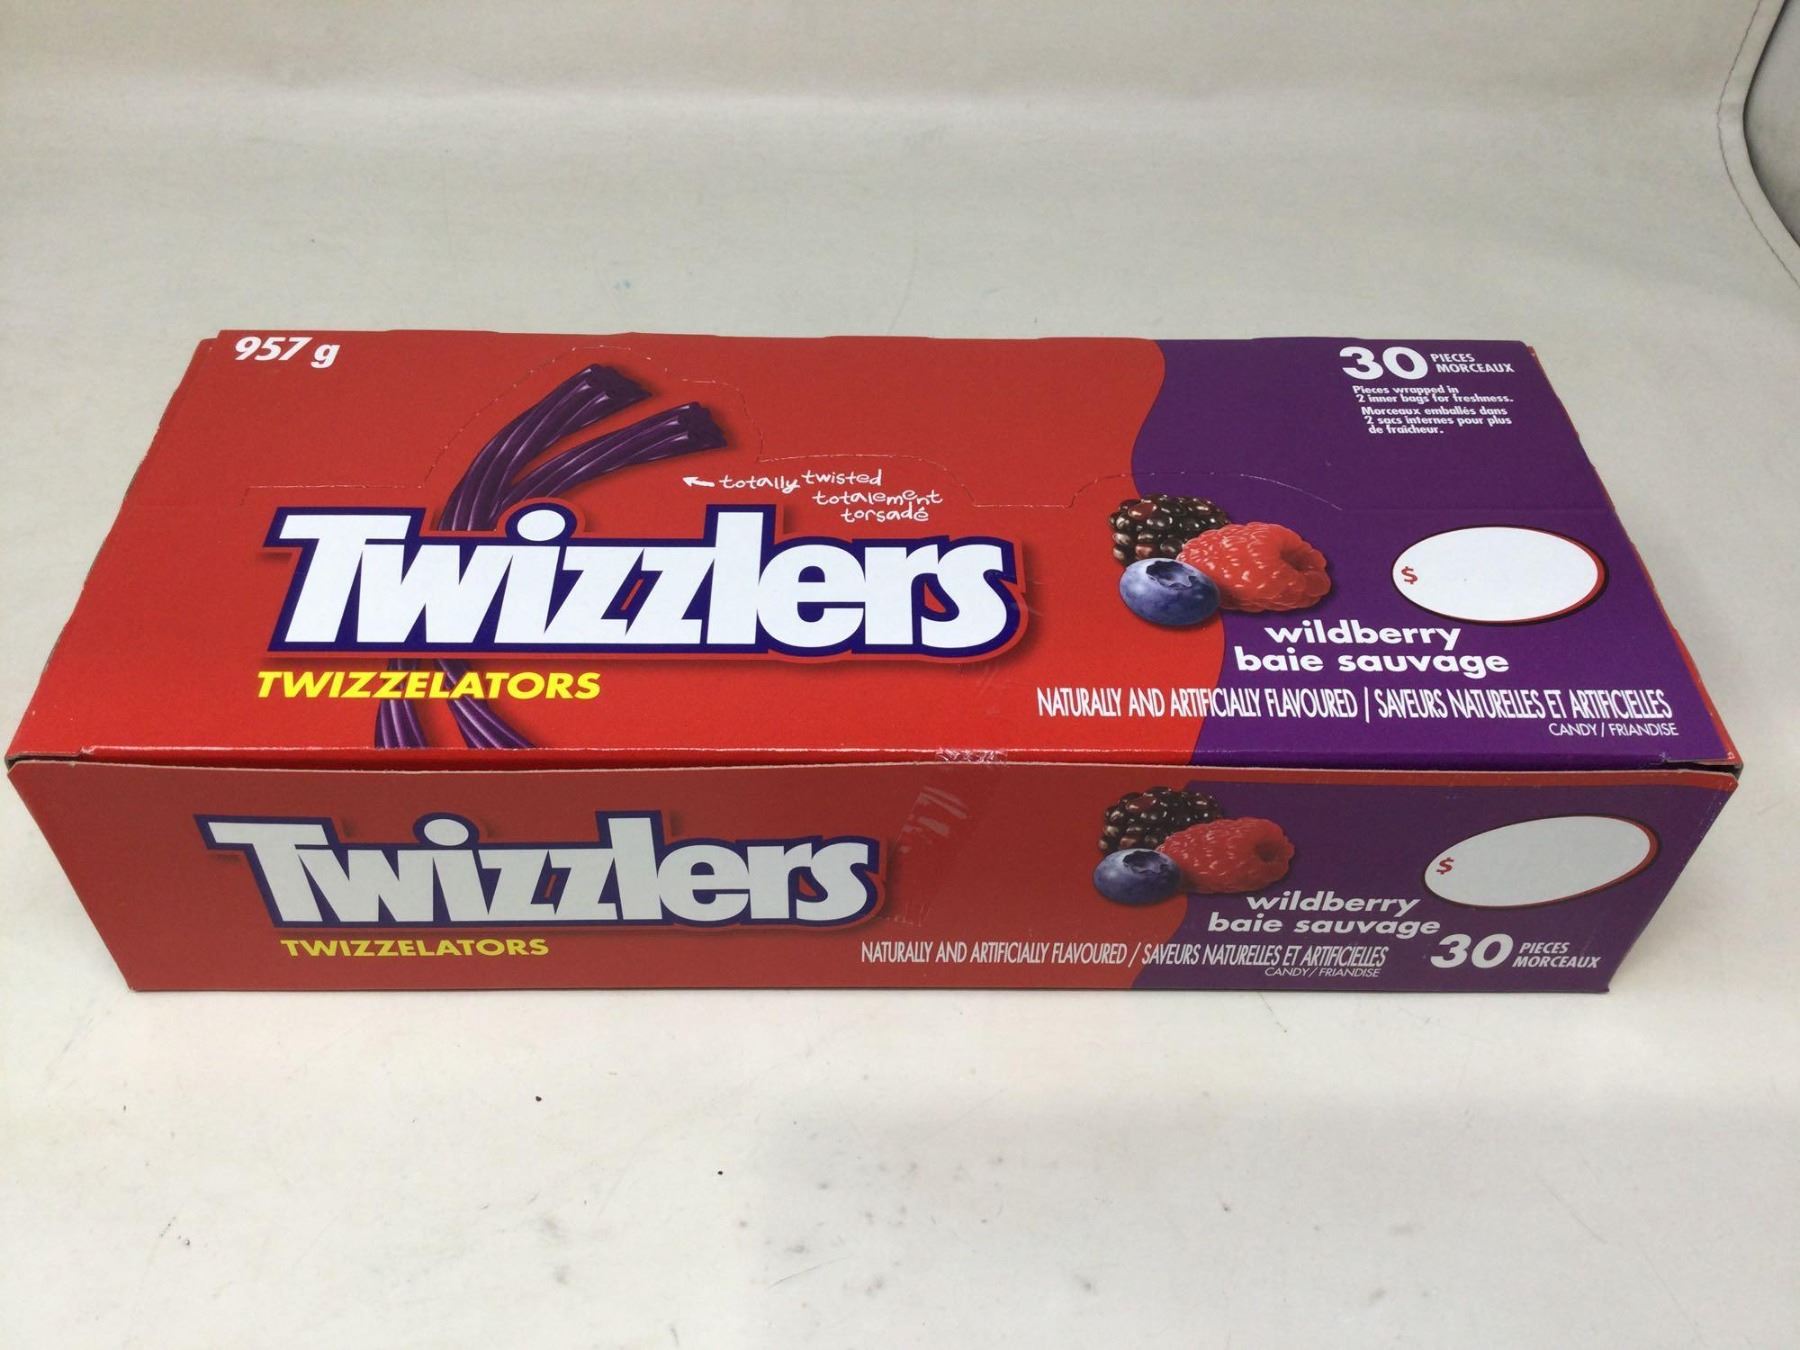 957 g
30 PIECES
MORCEAUX
Pieces wrapped in
2 inner bags for freshness.
Morceaux emballés dans
2 sacs internes pour plus
de fraîcheur.
totally twisted
totalement
torsadé
Twizzlers
TWIZZELATORS
$
wildberry
baie sauvage
NATURALLY AND ARTIFICIALLY FLAVOURED / SAVEURS NATURELLES ET ARTIFICIELLES
CANDY / FRIANDISE
Twizzlers
TWIZZELATORS
$
wildberry
baie sauvage
NATURALLY AND ARTIFICIALLY FLAVOURED / SAVEURS NATURELLES ET ARTIFICIELLES
CANDY / FRIANDISE
30 PIECES
MORCEAUX